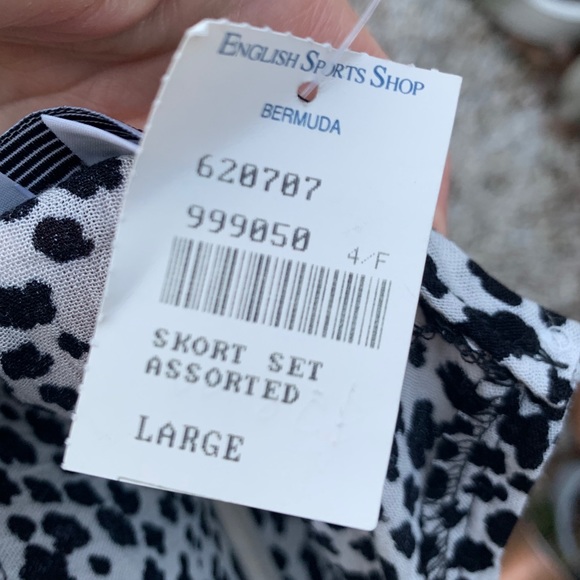 ENGLISH SPORTS SHOP
BERMUDA
620707
999050
4/F
SKORT SET
ASSORTED
LARGE